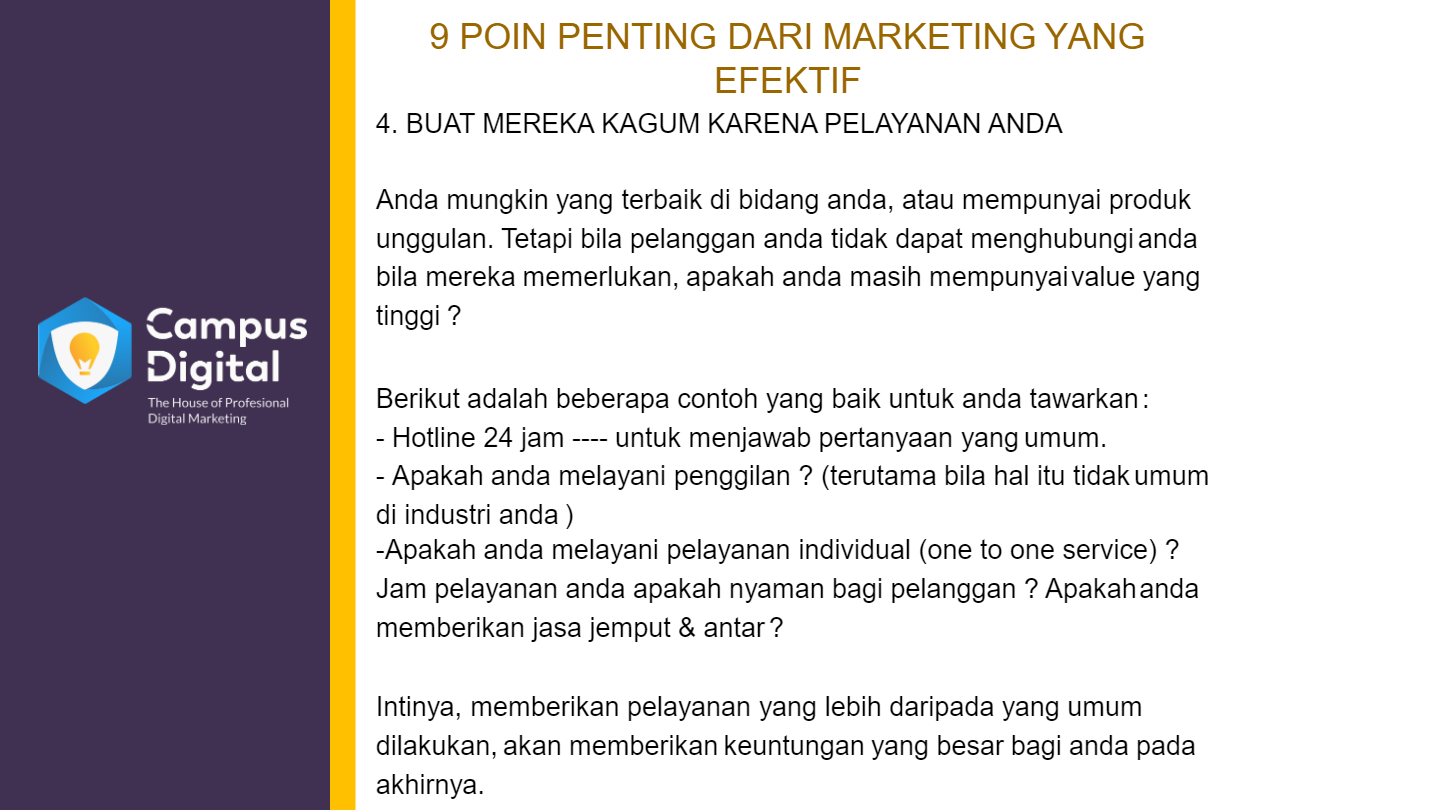 Campus
Digital
The House of Profesional
Digital Marketing
9 POIN PENTING DARI MARKETING YANG
EFEKTIF
4. BUAT MEREKA KAGUM KARENA PELAYANAN ANDA
Anda mungkin yang terbaik di bidang anda, atau mempunyai produk
unggulan. Tetapi bila pelanggan anda tidak dapat menghubungi anda
bila mereka memerlukan, apakah anda masih mempunyai value yang
tinggi ?
Berikut adalah beberapa contoh yang baik untuk anda tawarkan :
- Hotline 24 jam ---- untuk menjawab pertanyaan yang umum.
- Apakah anda melayani penggilan ? (terutama bila hal itu tidak umum
di industri anda )
-Apakah anda melayani pelayanan individual (one to one service) ?
Jam pelayanan anda apakah nyaman bagi pelanggan ? Apakah anda
memberikan jasa jemput & antar ?
Intinya, memberikan pelayanan yang lebih daripada yang umum
dilakukan, akan memberikan keuntungan yang besar bagi anda pada
akhirnya.